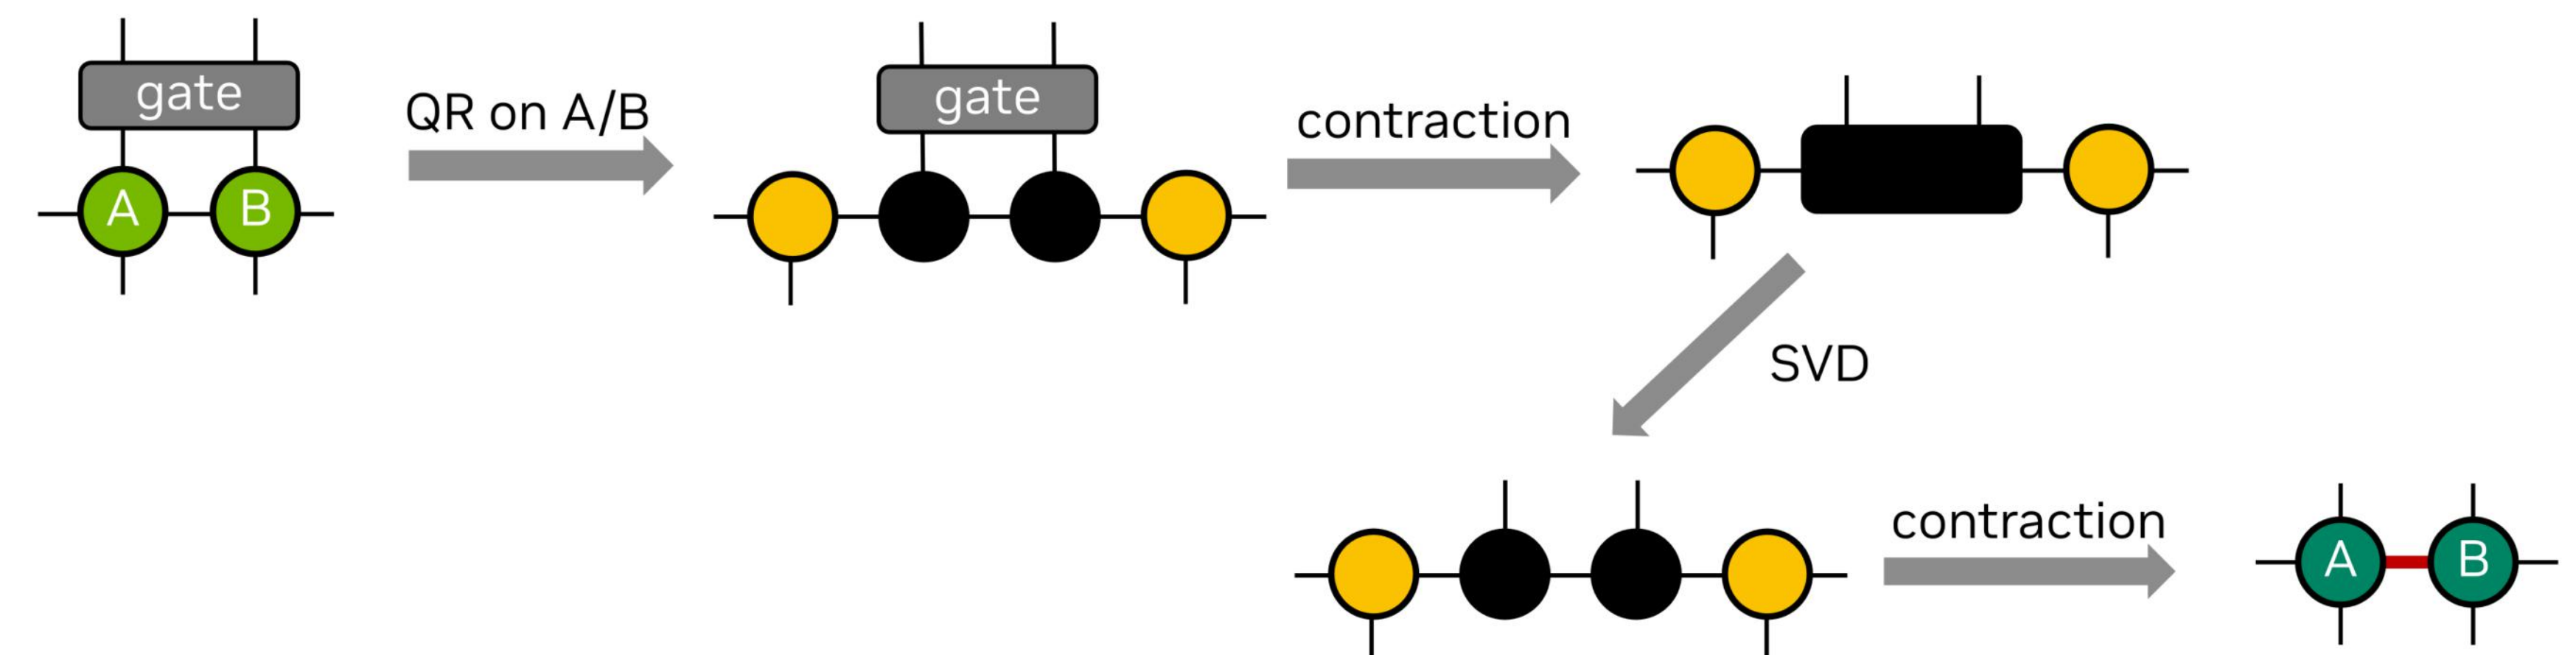 gate
A
B
QR on A/B
gate
contraction
SVD
contraction
A
B